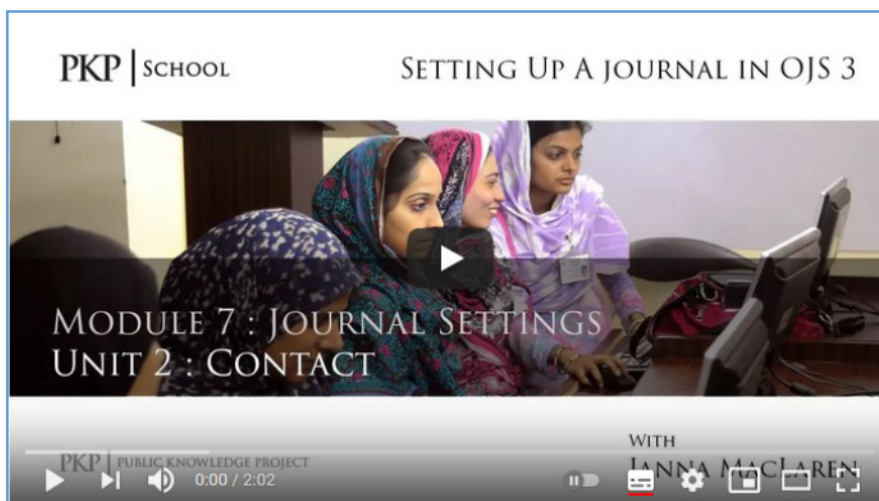 PKP | SCHOOL
SETTING UP A JOURNAL IN OJS 3
MODULE 7 : JOURNAL SETTINGS
UNIT 2 : CONTACT
WITH
JANNA MACLAREN
PKP | PUBLIC KNOWLEDGE PROJECT
0:00 / 2:02